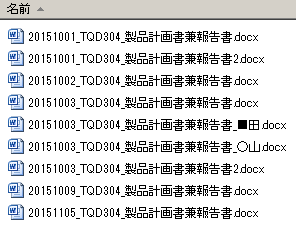 名前
20151001_TQD304_製品計画書兼報告書.docx
20151001_TQD304_製品計画書兼報告書2.docx
20151002_TQD304_製品計画書兼報告書.docx
20151003_TQD304_製品計画書兼報告書.docx
20151003_TQD304_製品計画書兼報告書_■田.docx
20151003_TQD304_製品計画書兼報告書_○山.docx
20151003_TQD304_製品計画書兼報告書2.docx
20151009_TQD304_製品計画書兼報告書.docx
20151105_TQD304_製品計画書兼報告書.docx